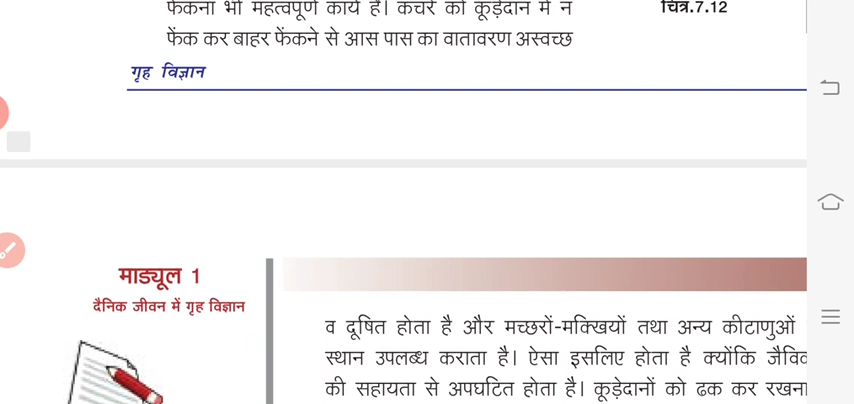 फेंकना भी महत्वपूर्ण कार्य है। कचरे को कूड़ेदान में न
चित्र.7.12
फेंक कर बाहर फेंकने से आस पास का वातावरण अस्वच्छ
गृह विज्ञान
माड्यूल 1
दैनिक जीवन में गृह विज्ञान
व दूषित होता है और मच्छरों-मक्खियों तथा अन्य कीटाणुओं
स्थान उपलब्ध कराता है। ऐसा इसलिए होता है क्योंकि
की सहायता से अपघटित होता है। कूड़ेदानों को ढक कर रखना